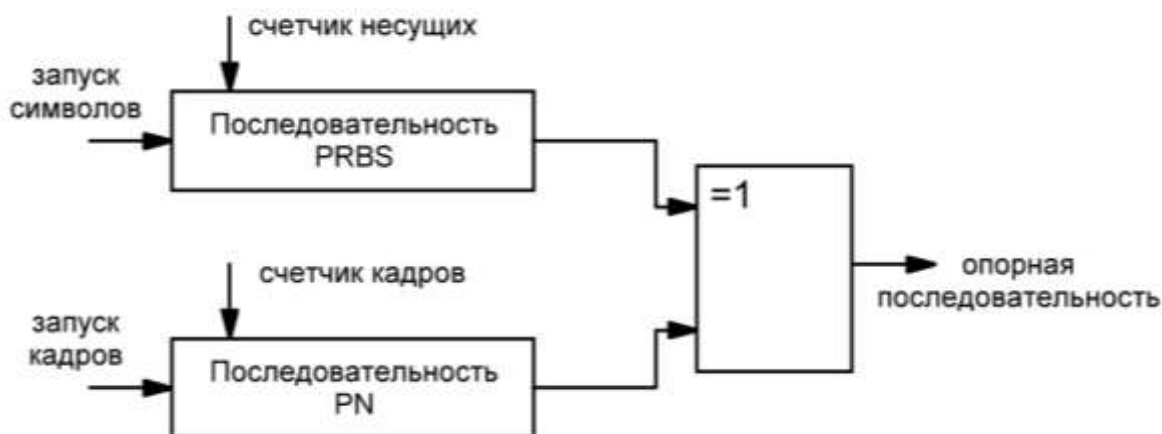 счетчик несущих
запуск
символов
Последовательность
PRBS
=1
счетчик кадров
опорная
последовательность
запуск
кадров
Последовательность
PN